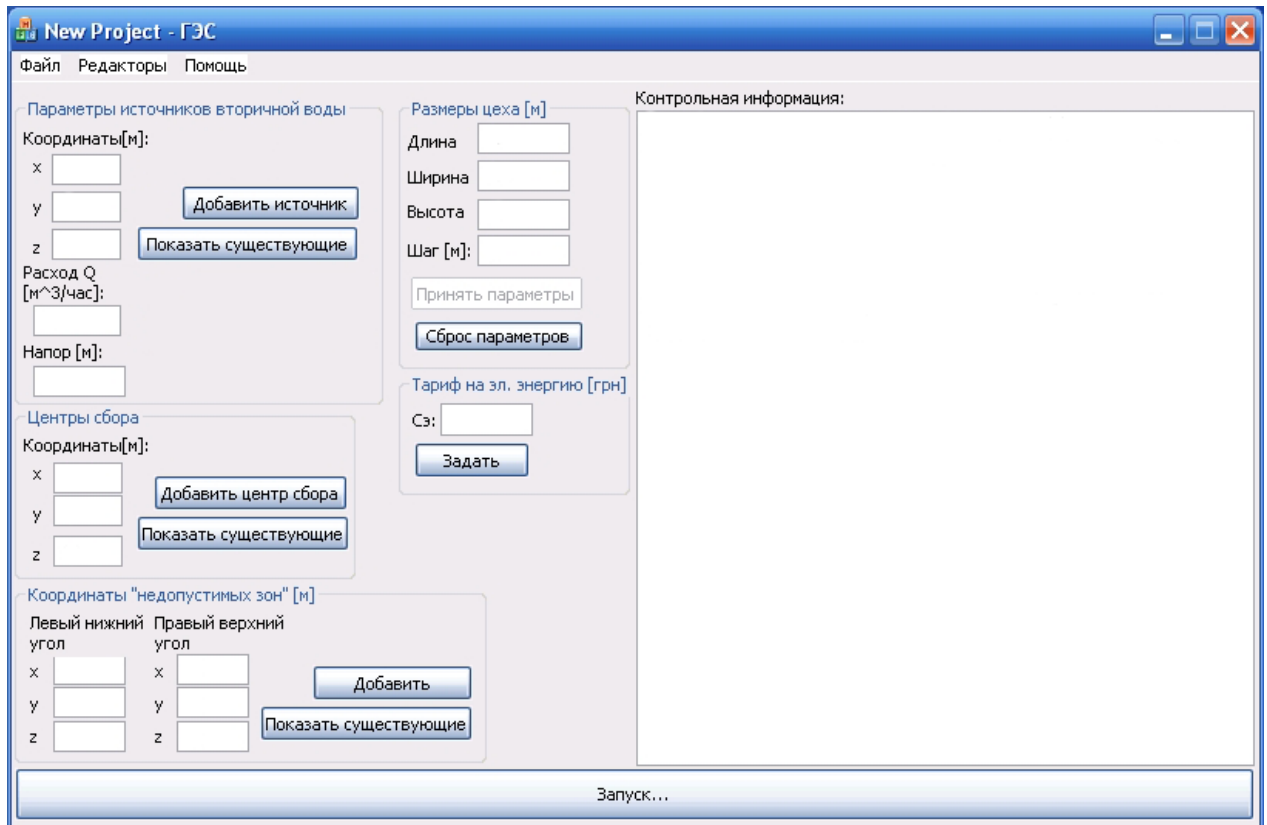 New Project - ГЭС
Файл Редакторы Помощь
Параметры источников вторичной воды
Координаты[м]:
x
y
z
Добавить источник
Показать существующие
Расход Q
[м^3/час]:
Напор [м]:
Центры сбора
Координаты[м]:
x
y
z
Добавить центр сбора
Показать существующие
Координаты "недопустимых зон" [м]
Левый нижний
угол
x
y
z
Правый верхний
угол
x
y
z
Добавить
Показать существующие
Размеры цеха [м]
Длина
Ширина
Высота
Шаг [м]:
Принять параметры
Сброс параметров
Тариф на эл. энергию [грн]
Сэ:
Задать
Контрольная информация:
Запуск...